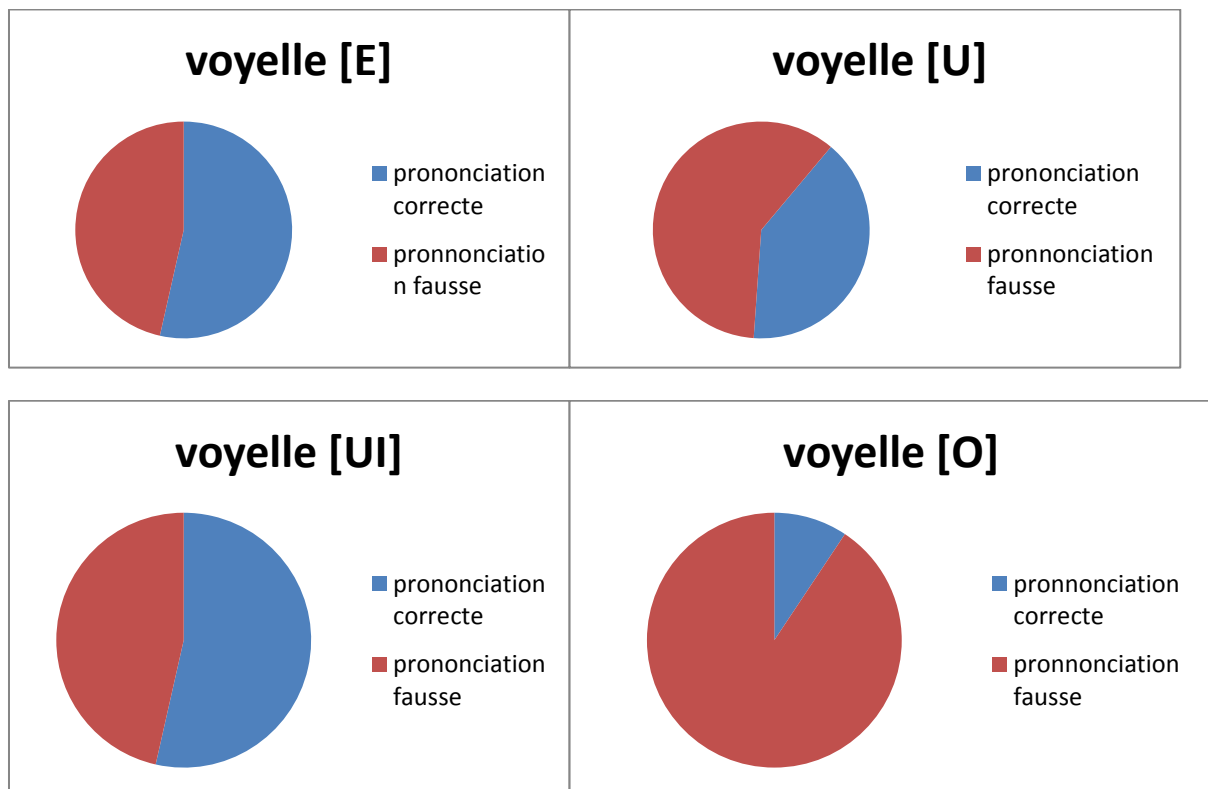 voyelle [E]
prononciation
correcte
pronnonciatio
n fausse
voyelle [U]
prononciation
correcte
pronnonciation
fausse
voyelle [UI]
prononciation
correcte
prononciation
fausse
voyelle [O]
pronnonciation
correcte
pronnonciation
fausse